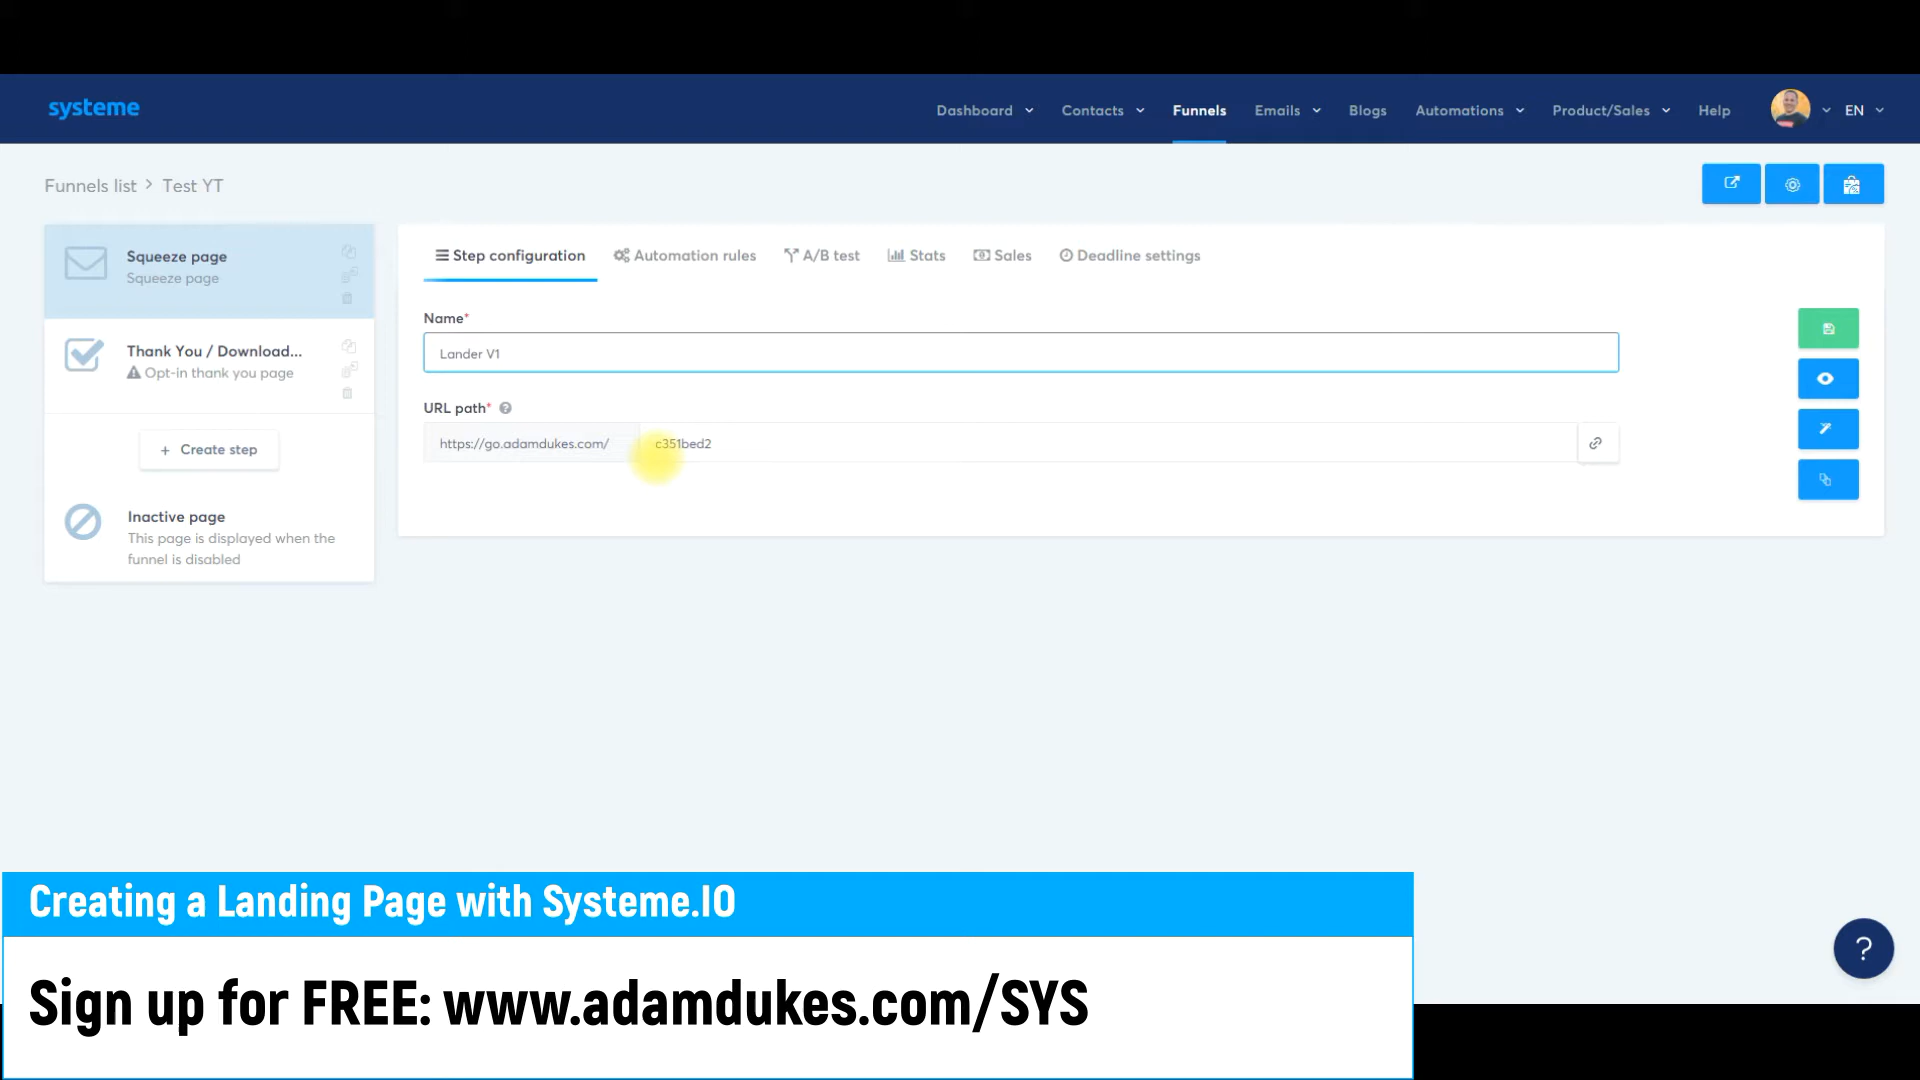 systeme
Dashboard
Contacts
Funnels
Emails
Blogs
Automations
Product/Sales
Help
EN
Funnels list > Test YT
Squeeze page
Squeeze page
Thank You / Download...
Opt-in thank you page
+ Create step
Inactive page
This page is displayed when the
funnel is disabled
Step configuration
Automation rules
A/B test
Stats
Sales
Deadline settings
Name*
Lander V1
URL path* ?
https://go.adamdukes.com/ c351bed2
?
Creating a Landing Page with Systeme.IO
Sign up for FREE: www.adamdukes.com/SYS